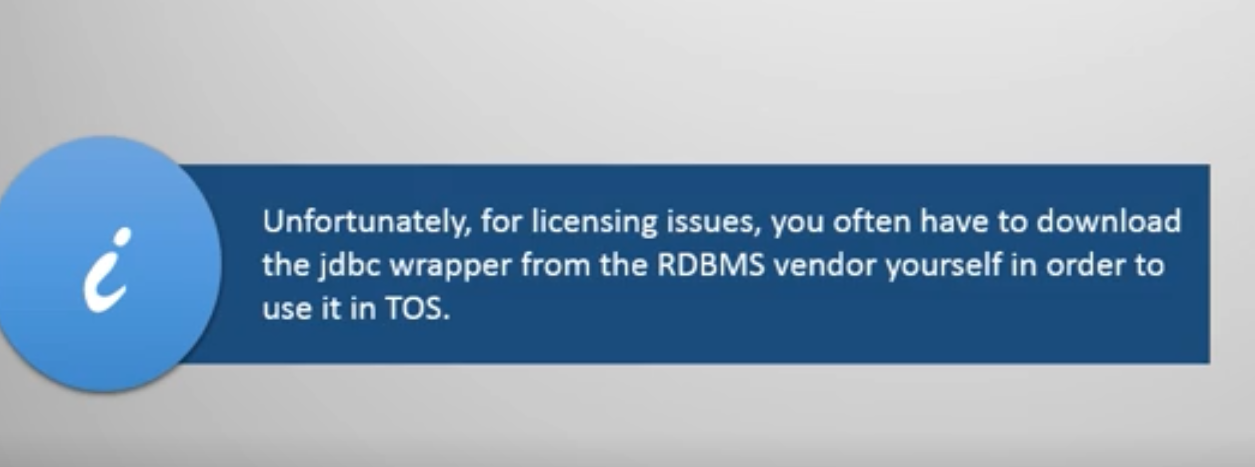 i
Unfortunately, for licensing issues, you often have to download
the jdbc wrapper from the RDBMS vendor yourself in order to
use it in TOS.